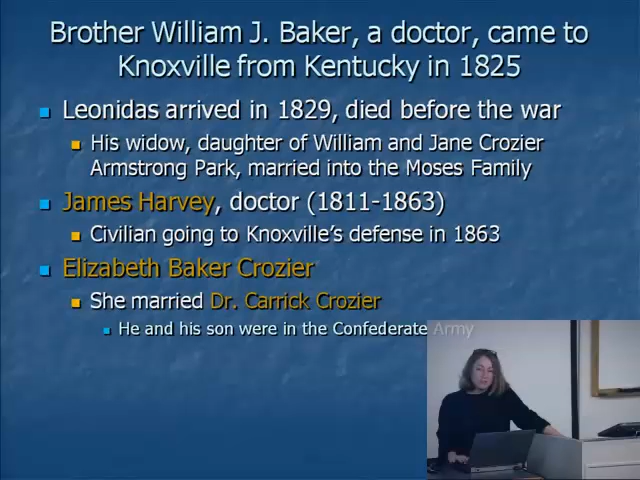 Brother William J. Baker, a doctor, came to
Knoxville from Kentucky in 1825
Leonidas arrived in 1829, died before the war
His widow, daughter of William and Jane Crozier
Armstrong Park, married into the Moses Family
James Harvey, doctor (1811-1863)
Civilian going to Knoxville's defense in 1863
Elizabeth Baker Crozier
She married Dr. Carrick Crozier
He and his son were in the Confederate Army